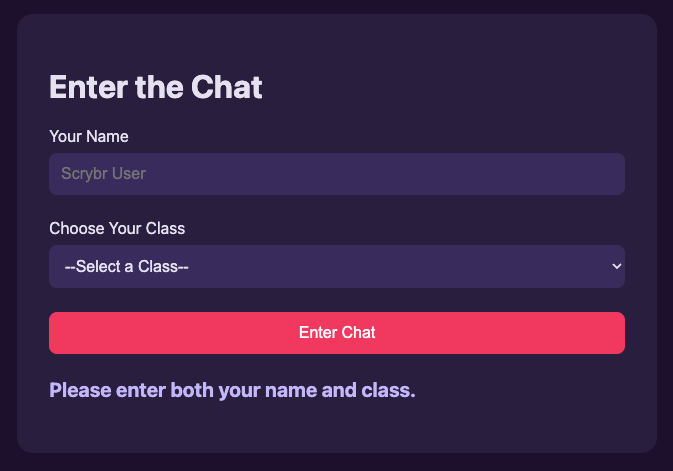 Enter the Chat
Your Name
Scrybr User
Choose Your Class
--Select a Class--
Enter Chat
Please enter both your name and class.